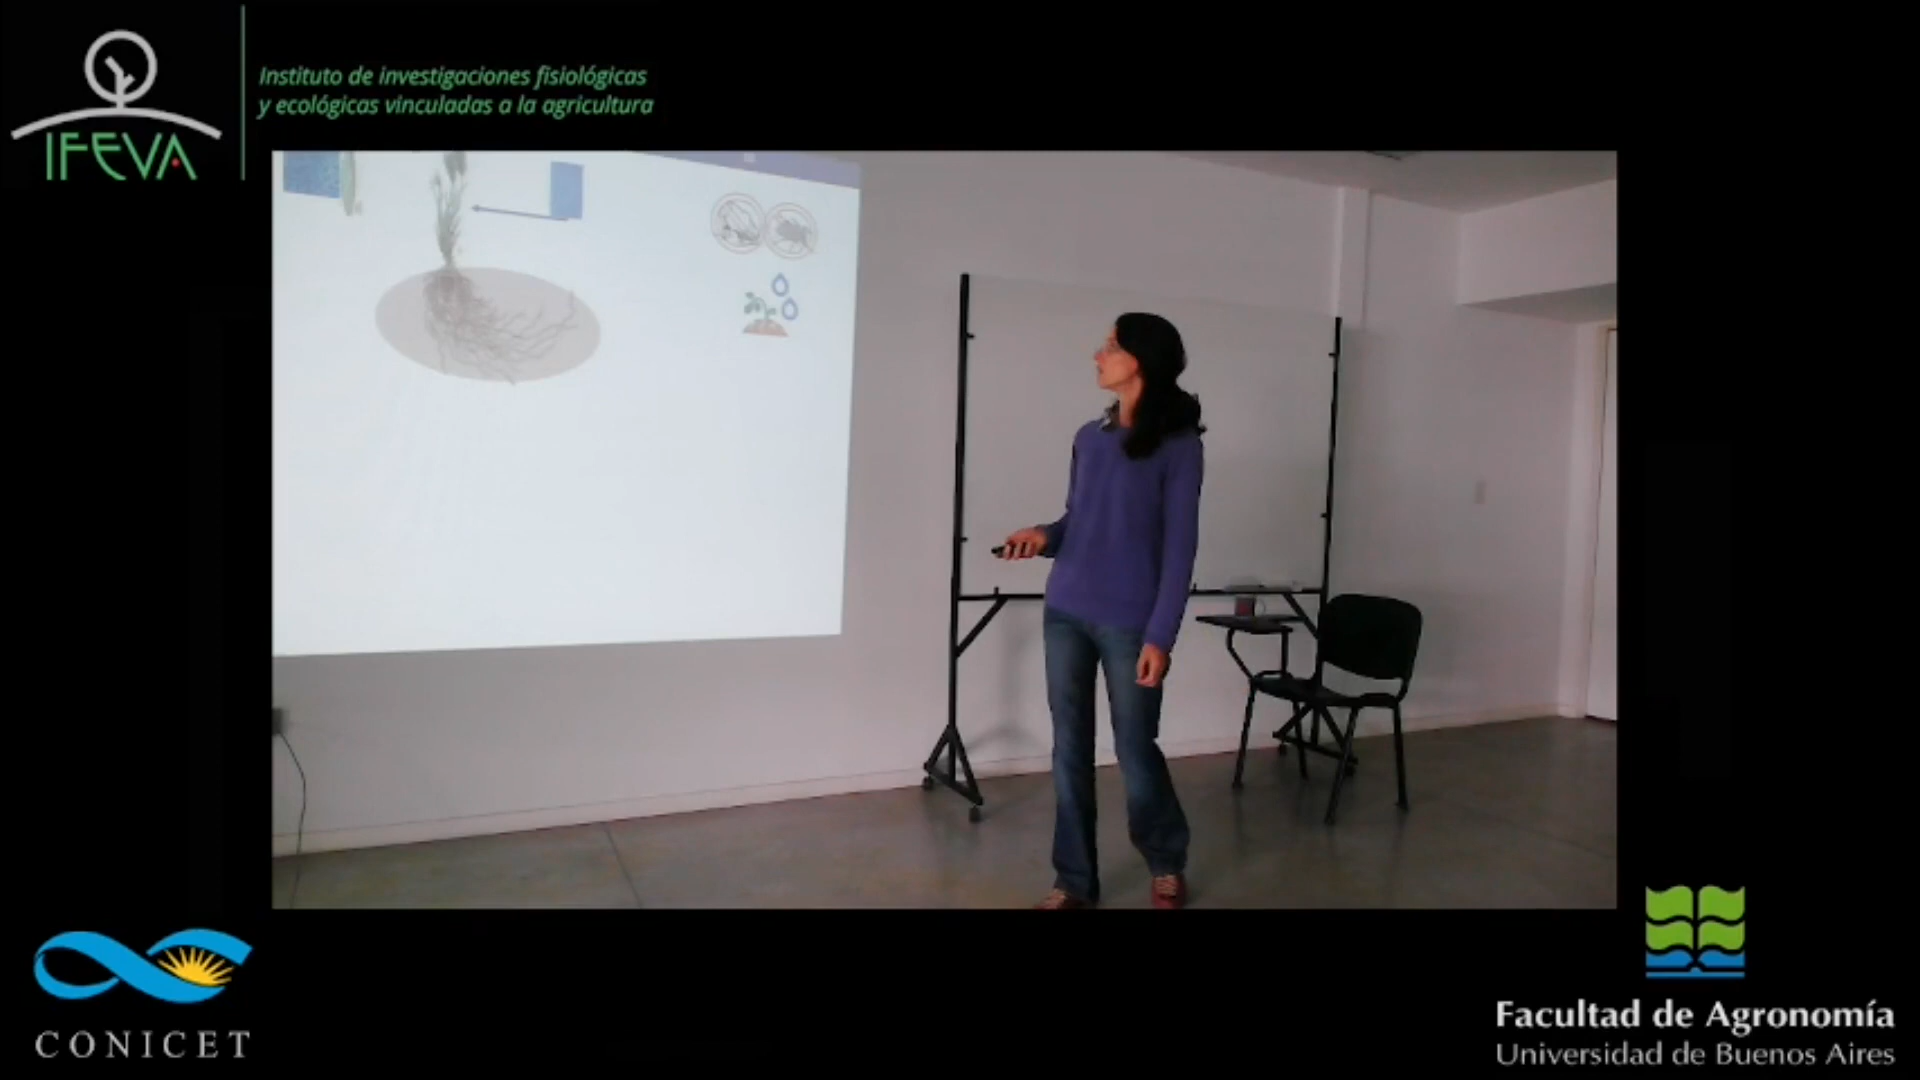 IFEVA
Instituto de investigaciones fisiológicas
y ecológicas vinculadas a la agricultura
CONICET
Facultad de Agronomía
Universidad de Buenos Aires